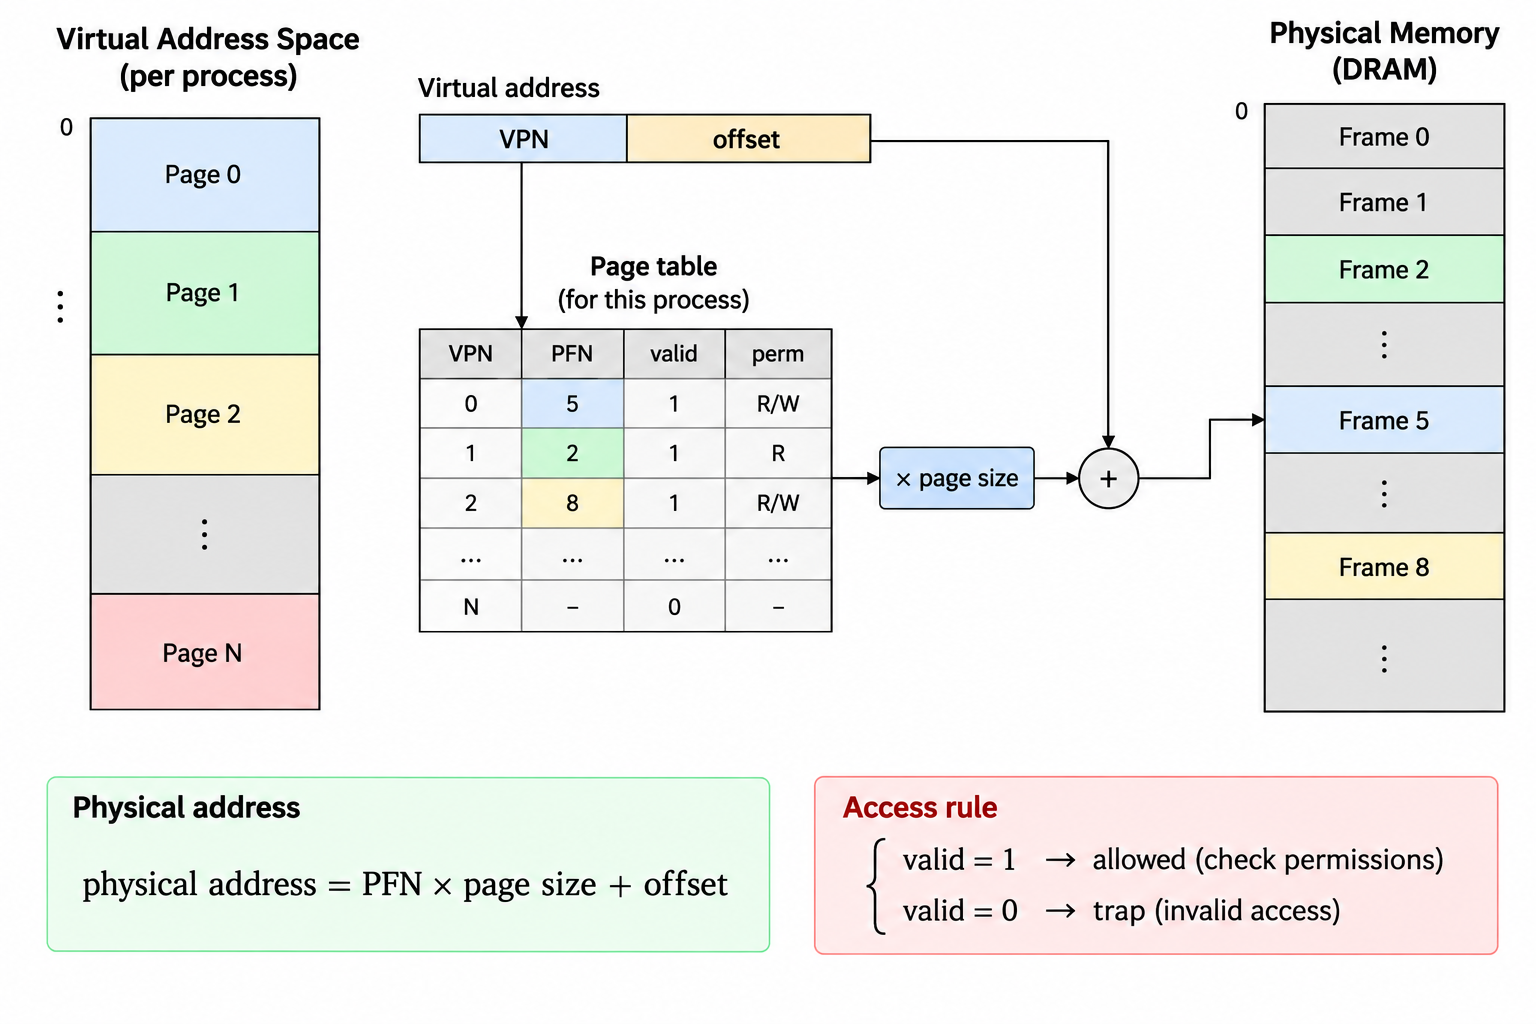 Virtual Address Space
(per process)
0
Page 0
Page 1
⋮
Page 2
⋮
Page N
Virtual address
VPN offset
Page table
(for this process)
VPN PFN valid perm
0 5 1 R/W
1 2 1 R
2 8 1 R/W
... ... ... ...
N – 0 –
× page size
+
Physical Memory
(DRAM)
0
Frame 0
Frame 1
Frame 2
⋮
Frame 5
⋮
Frame 8
⋮
Physical address
physical address = PFN × page size + offset
Access rule
valid = 1 → allowed (check permissions)
valid = 0 → trap (invalid access)